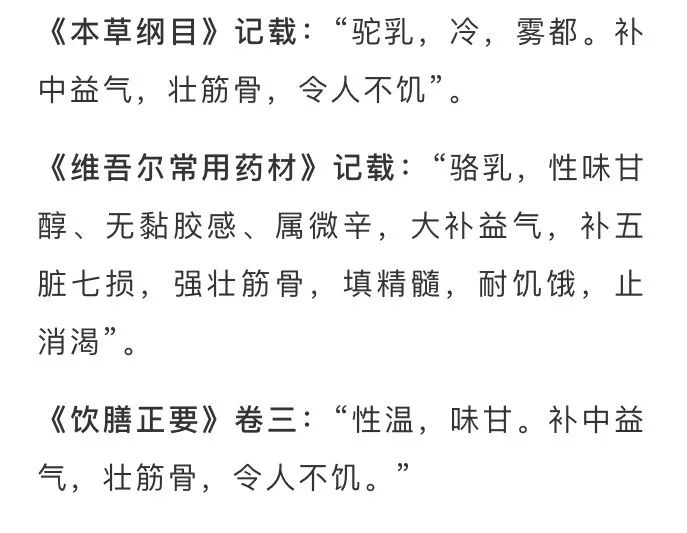 《本草纲目》记载：“驼乳，冷，雾都。补
中益气，壮筋骨，令人不饥”。
《维吾尔常用药材》记载：“骆乳，性味甘
醇、无黏胶感、属微辛，大补益气，补五
脏七损，强壮筋骨，填精髓，耐饥饿，止
消渴”。
《饮膳正要》卷三：“性温，味甘。补中益
气，壮筋骨，令人不饥。”